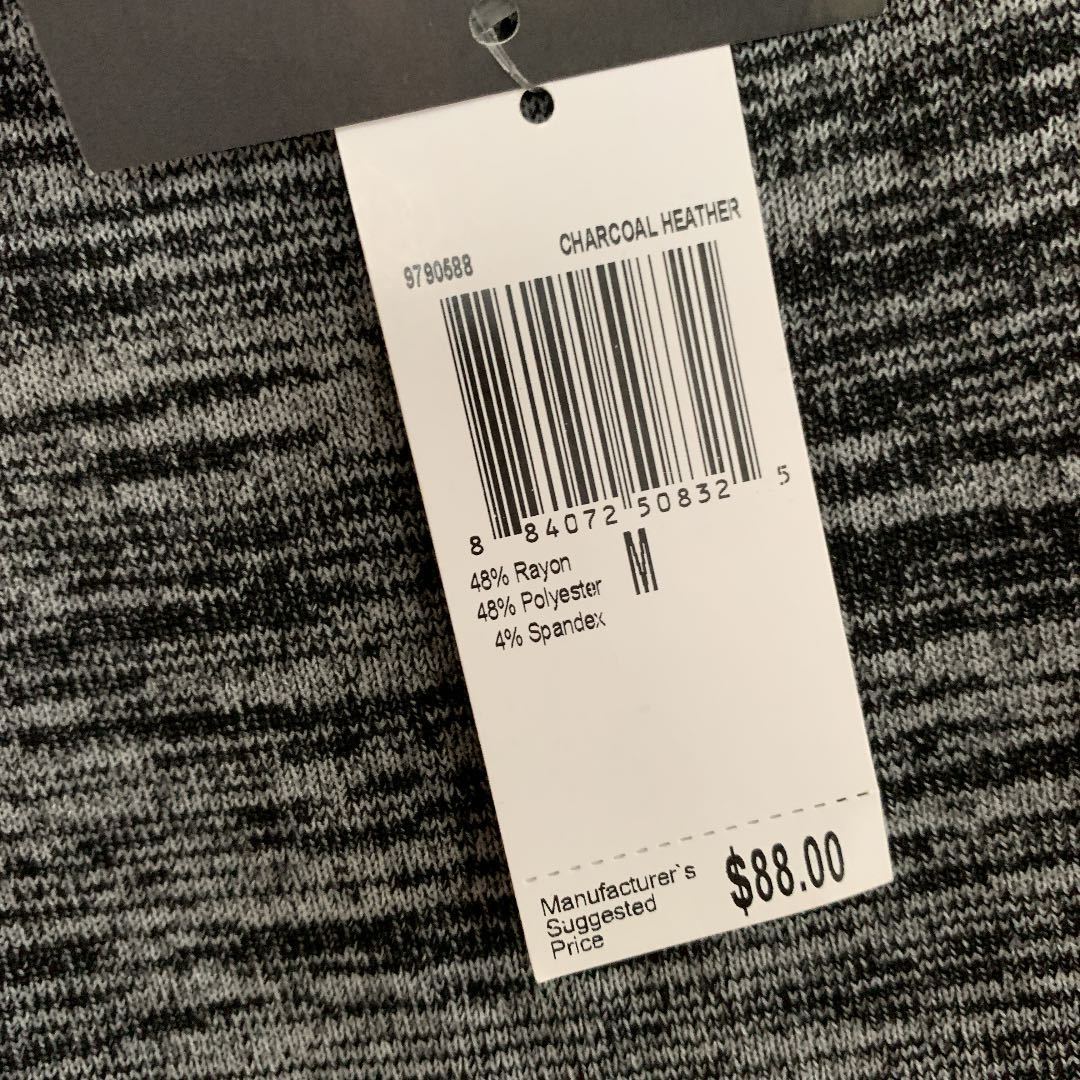 CHARCOAL HEATHER
9790688
8 84072 50832 5
48% Rayon
48% Polyester
4% Spandex
M
Manufacturer`s
Suggested
Price
$88.00